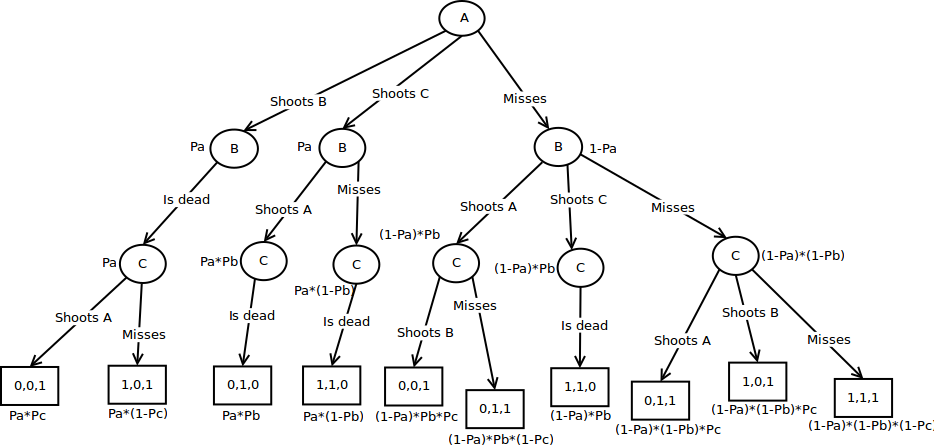 A
Shoots B
Shoots C
Misses
Pa
B
Pa
B
B
1-Pa
Is dead
Shoots A
Misses
Shoots A
Shoots C
Misses
Pa
C
Pa*Pb
C
(1-Pa)*Pb
C
Pa*(1-Pb)
C
(1-Pa)*Pb
C
C
(1-Pa)*(1-Pb)
Shoots A
Misses
Is dead
Is dead
Shoots B
Misses
Is dead
Shoots A
Shoots B
Misses
0,0,1
1,0,1
0,1,0
1,1,0
0,0,1
0,1,1
1,1,0
0,1,1
1,0,1
1,1,1
Pa*Pc
Pa*(1-Pc)
Pa*Pb
Pa*(1-Pb)
(1-Pa)*Pb*Pc
(1-Pa)*Pb*(1-Pc)
(1-Pa)*Pb
(1-Pa)*(1-Pb)*Pc
(1-Pa)*(1-Pb)*Pc
(1-Pa)*(1-Pb)*(1-Pc)